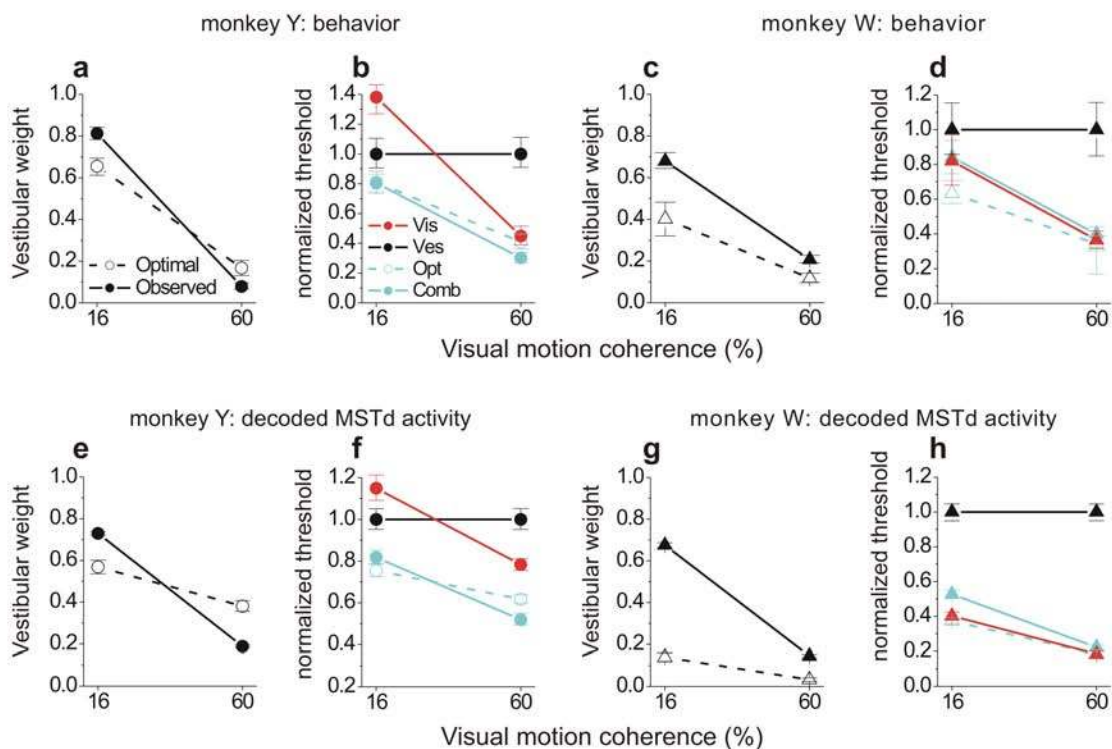 monkey Y: behavior
monkey W: behavior
a
b
c
d
Vestibular weight
1.0
0.8
0.6
0.4
0.2
0.0
16
60
Optimal
Observed
normalized threshold
1.4
1.2
1.0
0.8
0.6
0.4
0.2
0.0
16
60
Vis
Ves
Opt
Comb
Vestibular weight
1.0
0.8
0.6
0.4
0.2
0.0
16
60
normalized threshold
1.2
1.0
0.8
0.6
0.4
0.2
0.0
16
60
Visual motion coherence (%)
monkey Y: decoded MSTd activity
monkey W: decoded MSTd activity
e
f
g
h
Vestibular weight
1.0
0.8
0.6
0.4
0.2
0.0
16
60
normalized threshold
1.2
1.0
0.8
0.6
0.4
0.2
16
60
Vestibular weight
1.0
0.8
0.6
0.4
0.2
0.0
16
60
normalized threshold
1.2
1.0
0.8
0.6
0.4
0.2
0.0
16
60
Visual motion coherence (%)